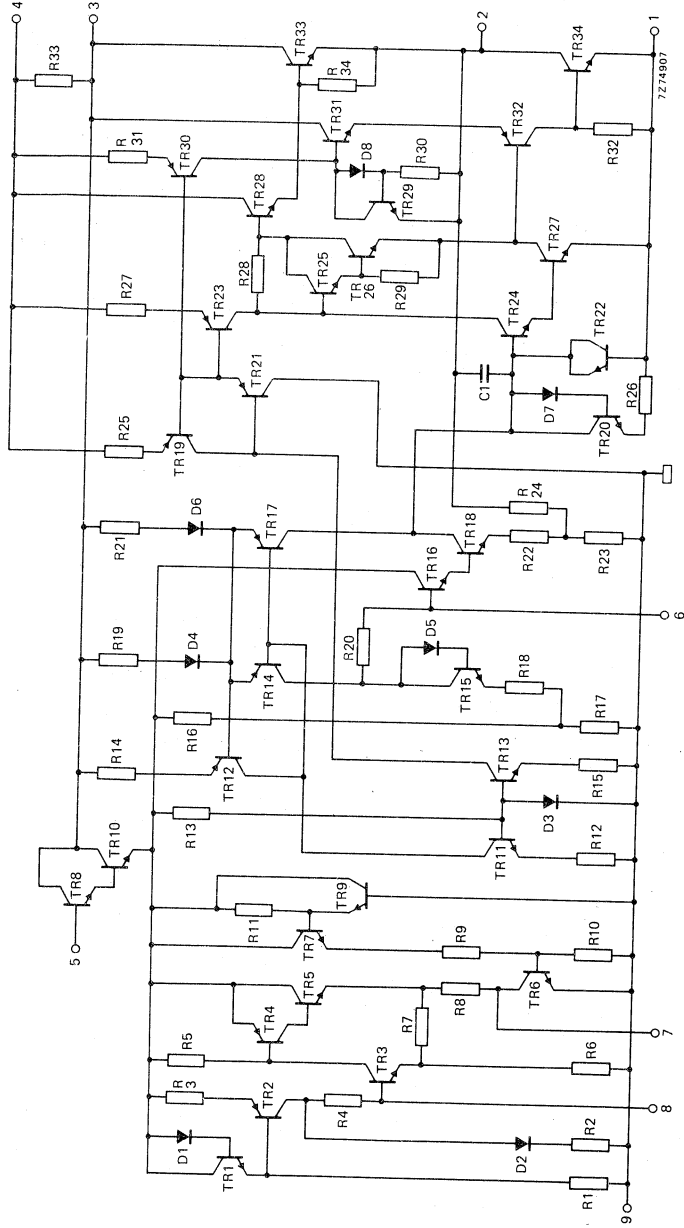 4
3
2
1
R33
TR33
R
34
TR34
7Z74907
R
31
TR30
TR31
D8
R30
TR29
TR32
R32
TR28
R28
TR25
TR
26
R29
TR27
R27
TR23
TR24
TR22
C1
D7
R26
TR20
R25
TR19
TR21
R
24
R21
D6
TR17
TR18
R22
R23
TR16
6
R19
D4
R20
TR14
D5
TR15
R18
R16
R17
R14
TR12
TR13
R13
R15
D3
TR11
R12
TR10
TR8
5
TR9
R11
TR7
R9
R10
TR5
R8
TR6
R7
7
TR4
R5
TR3
R6
R
3
TR2
R4
8
D1
TR1
D2
R2
R1
9